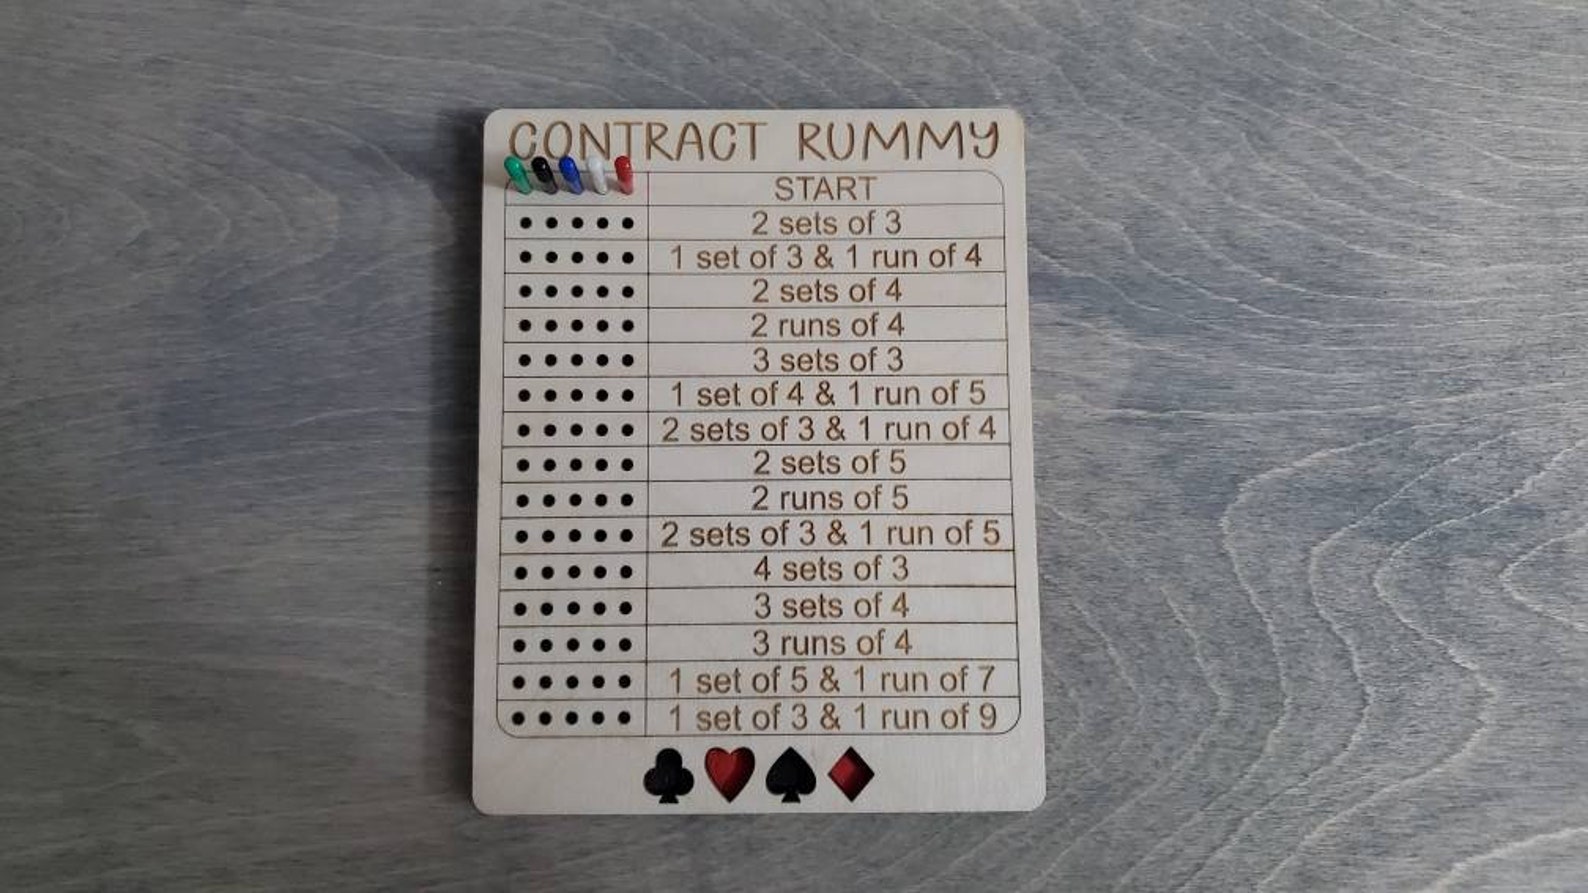 CONTRACT RUMMY
START
2 sets of 3
1 set of 3 & 1 run of 4
2 sets of 4
2 runs of 4
3 sets of 3
1 set of 4 & 1 run of 5
2 sets of 3 & 1 run of 4
2 sets of 5
2 runs of 5
2 sets of 3 & 1 run of 5
4 sets of 3
3 sets of 4
3 runs of 4
1 set of 5 & 1 run of 7
1 set of 3 & 1 run of 9